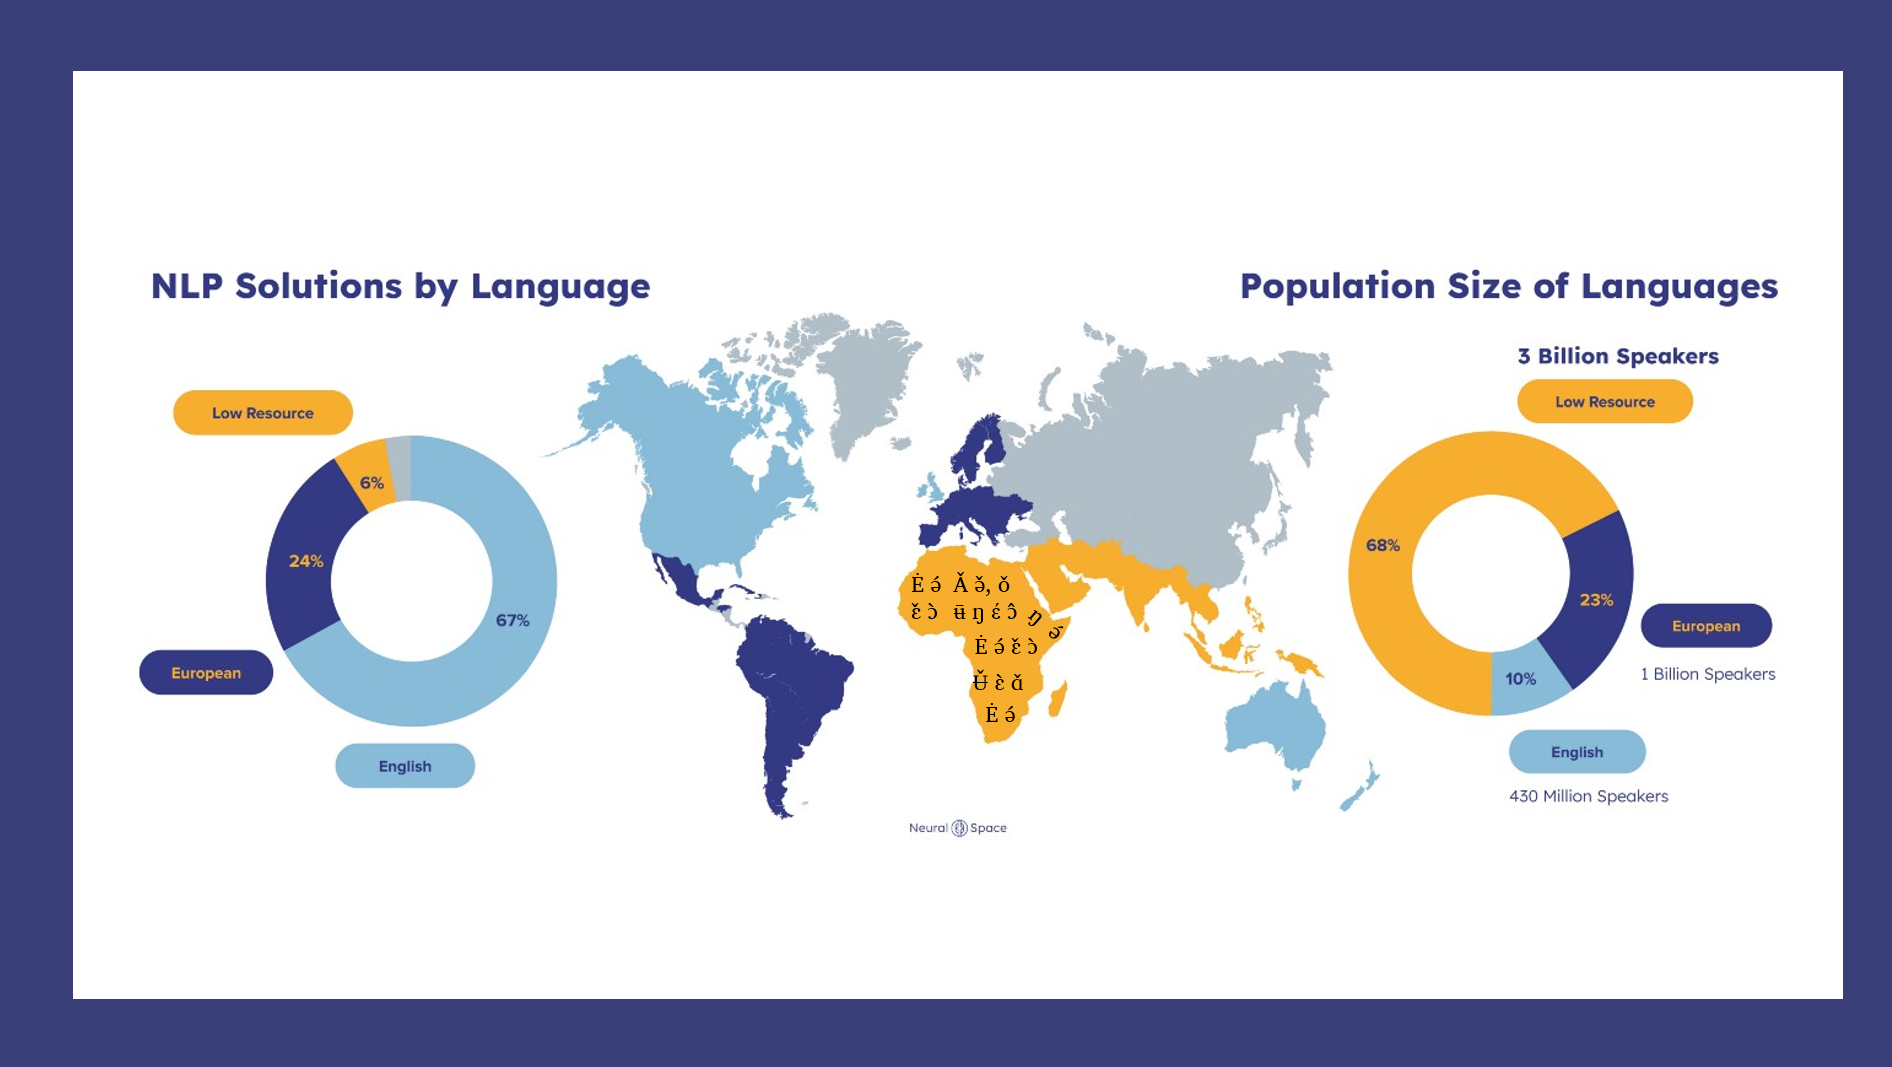 NLP Solutions by Language
Low Resource
6%
24%
67%
European
English
Ė ə́ Ǎ ə̌, ǒ
ɛ̌ ɔ̀ ʉ̄ ŋ ɛ́ ɔ̂ ŋ ə́
Ė ə́ ɛ̌ ɔ̀
Ʉ̌ ɛ̀ ɑ̌
Ė ə́
Neural Space
Population Size of Languages
3 Billion Speakers
Low Resource
68%
23%
European
1 Billion Speakers
10%
English
430 Million Speakers